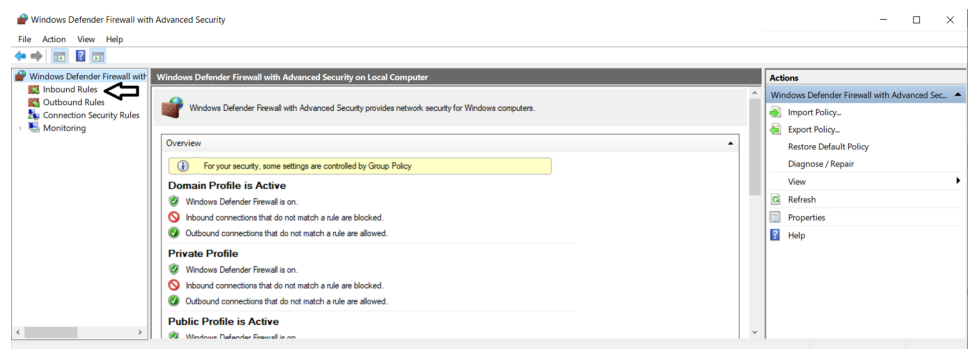 Windows Defender Firewall with Advanced Security
File Action View Help
Windows Defender Firewall with
Inbound Rules
Outbound Rules
Connection Security Rules
Monitoring
Windows Defender Firewall with Advanced Security on Local Computer
Windows Defender Firewall with Advanced Security provides network security for Windows computers.
Overview
For your security, some settings are controlled by Group Policy
Domain Profile is Active
Windows Defender Firewall is on.
Inbound connections that do not match a rule are blocked.
Outbound connections that do not match a rule are allowed.
Private Profile
Windows Defender Firewall is on.
Inbound connections that do not match a rule are blocked.
Outbound connections that do not match a rule are allowed.
Public Profile is Active
Windows Defender Firewall is on.
Actions
Windows Defender Firewall with Advanced Sec...
Import Policy...
Export Policy...
Restore Default Policy
Diagnose / Repair
View
Refresh
Properties
Help